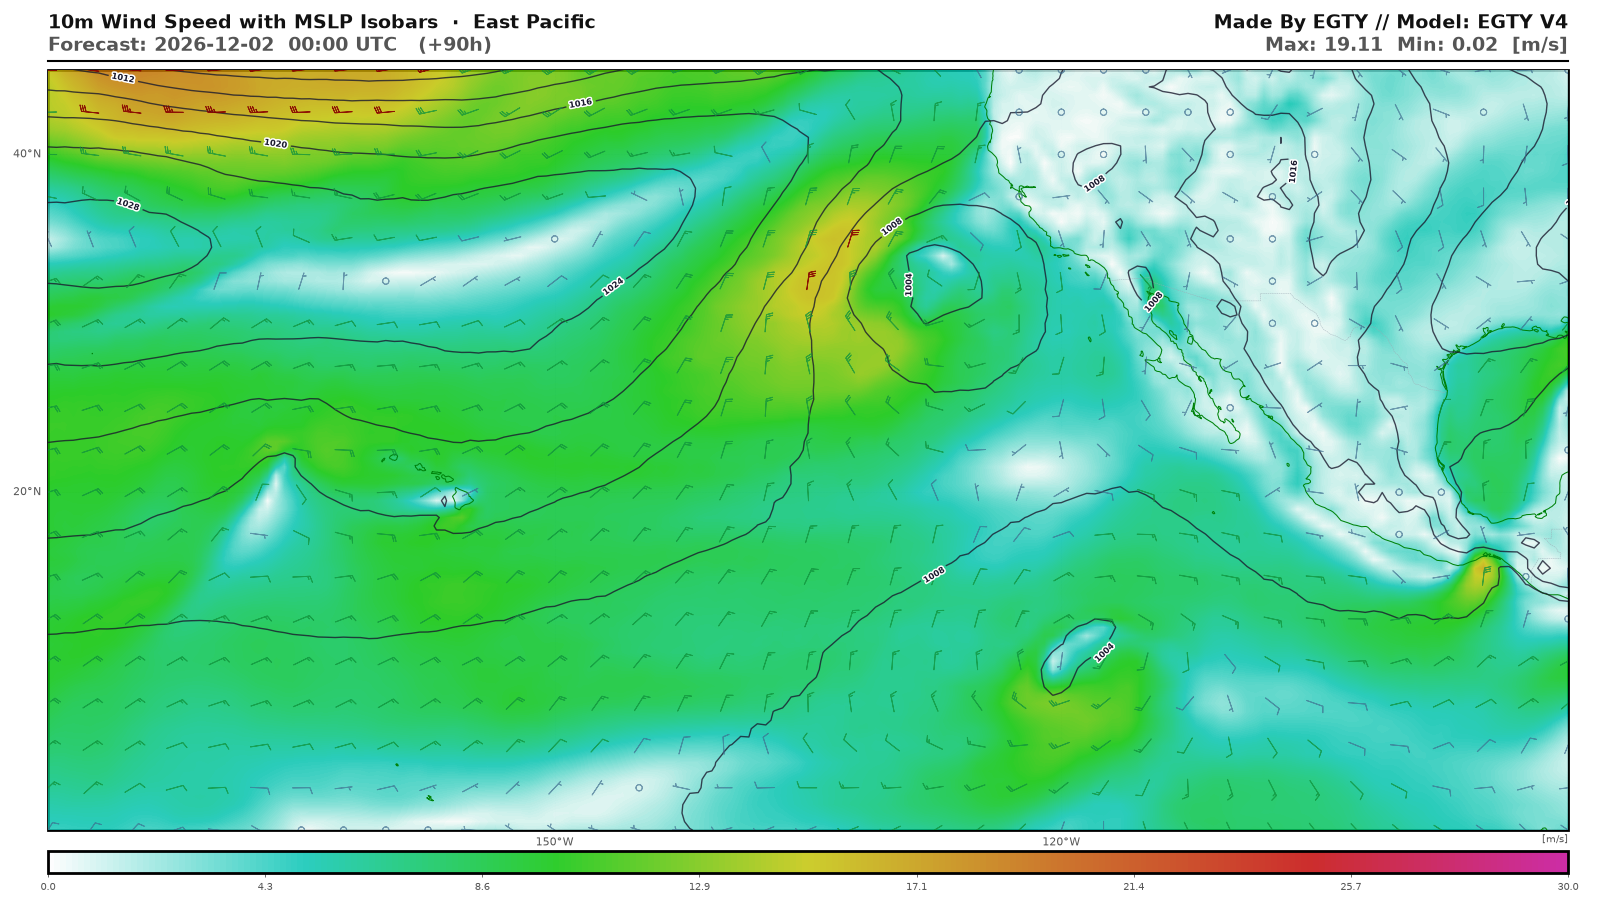 10m Wind Speed with MSLP Isobars · East Pacific
Made By EGTY // Model: EGTY V4
Forecast: 2026-12-02 00:00 UTC (+90h)
Max: 19.11 Min: 0.02 [m/s]
1012
1016
1020
40°N
1016
1008
1028
1008
1004
1024
1008
20°N
1008
1004
150°W
120°W
[m/s]
0.0
4.3
8.6
12.9
17.1
21.4
25.7
30.0